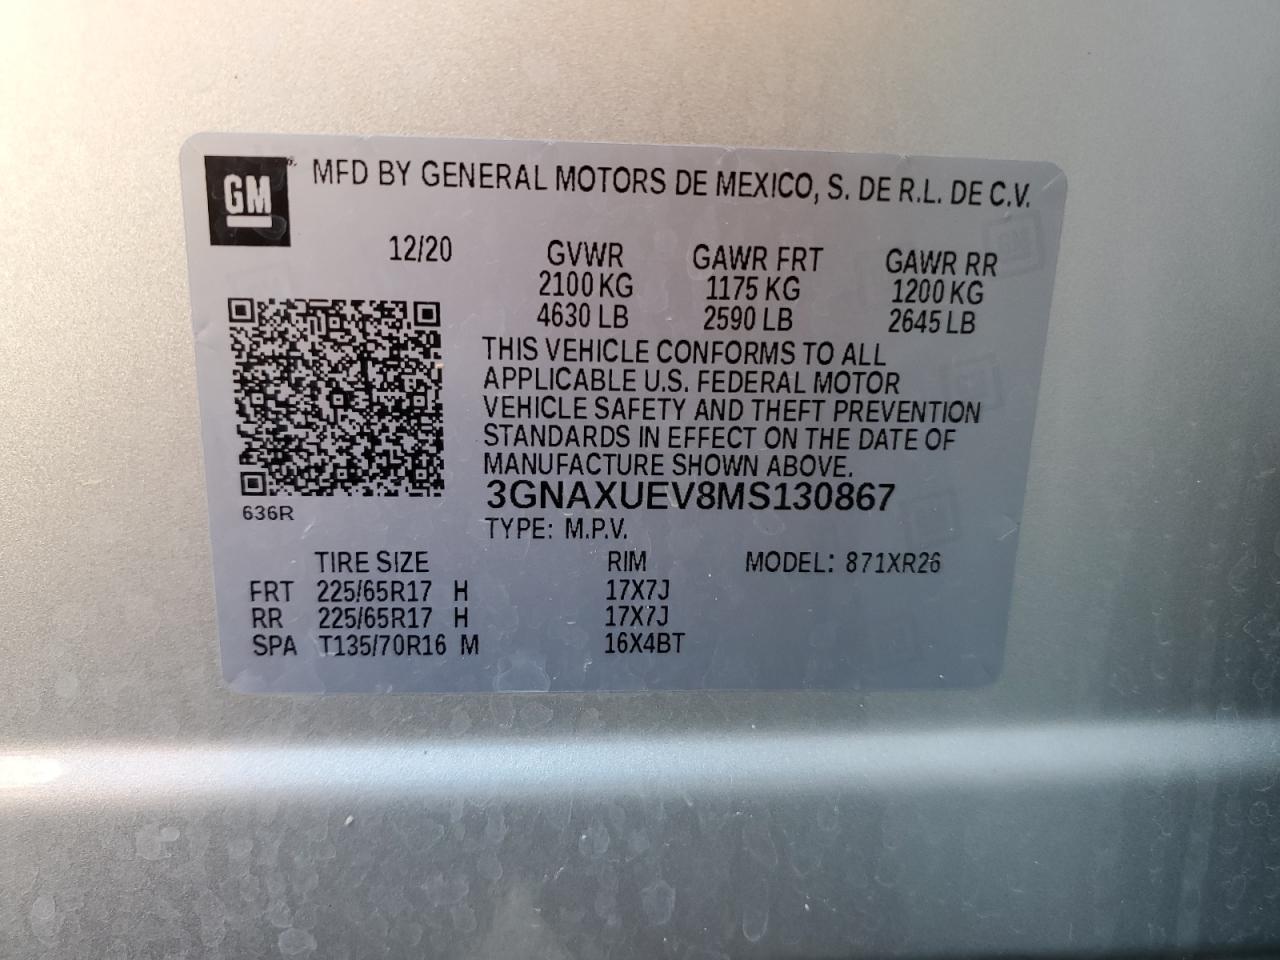 GM MFD BY GENERAL MOTORS DE MEXICO, S. DE R.L. DE C.V.
12/20 GVWR GAWR FRT GAWR RR
2100 KG 1175 KG 1200 KG
4630 LB 2590 LB 2645 LB
THIS VEHICLE CONFORMS TO ALL
APPLICABLE U.S. FEDERAL MOTOR
VEHICLE SAFETY AND THEFT PREVENTION
STANDARDS IN EFFECT ON THE DATE OF
MANUFACTURE SHOWN ABOVE.
3GNAXUEV8MS130867
636R
TYPE: M.P.V.
TIRE SIZE RIM MODEL: 871XR26
FRT 225/65R17 H 17X7J
RR 225/65R17 H 17X7J
SPA T135/70R16 M 16X4BT